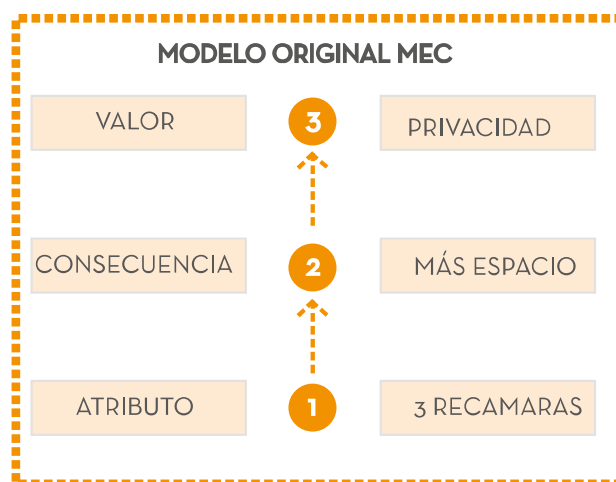 MODELO ORIGINAL MEC
VALOR 3 PRIVACIDAD
CONSECUENCIA 2 MÁS ESPACIO
ATRIBUTO 1 3 RECAMARAS